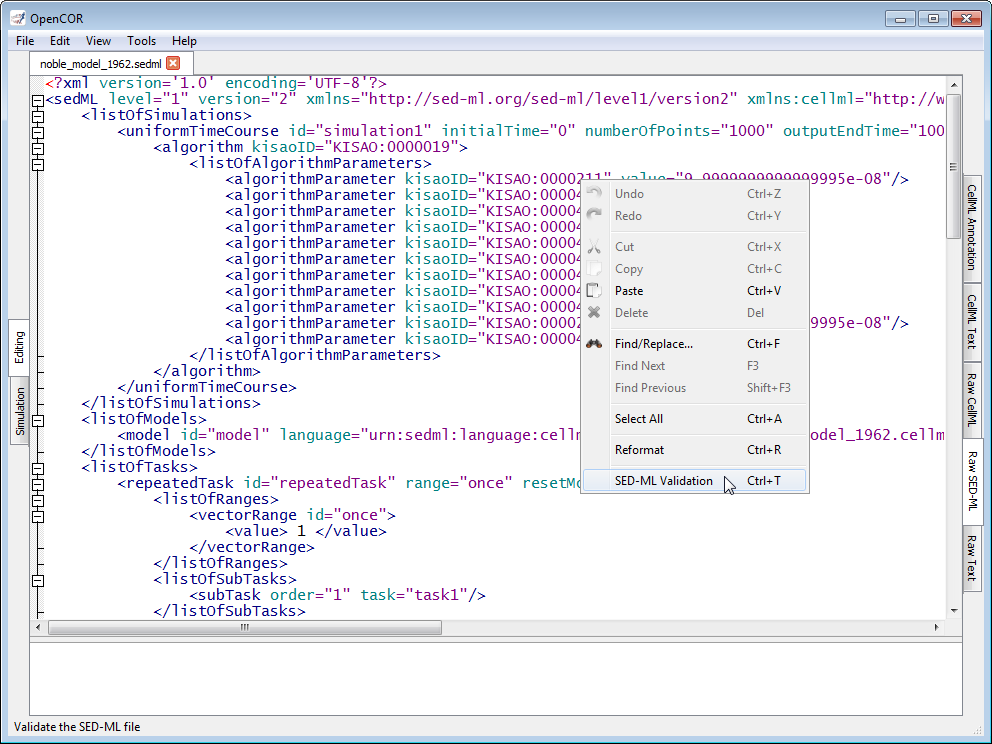 OpenCOR
File Edit View Tools Help
noble_model_1962.sedml
<?xml version='1.0' encoding='UTF-8'?>
<sedML level="1" version="2" xmlns="http://sed-ml.org/sed-ml/level1/version2" xmlns:cellml="http://w
<listOfSimulations>
<uniformTimeCourse id="simulation1" initialTime="0" numberOfPoints="1000" outputEndTime="100
<algorithm kisaoID="KISAO:0000019">
<listOfAlgorithmParameters>
<algorithmParameter kisaoID="KISAO:0000211" value="9.9999999999999995e-08"/>
<algorithmParameter kisaoID="KISAO:00004
<algorithmParameter kisaoID="KISAO:00004
<algorithmParameter kisaoID="KISAO:00004
<algorithmParameter kisaoID="KISAO:00004
<algorithmParameter kisaoID="KISAO:00004
<algorithmParameter kisaoID="KISAO:00004
<algorithmParameter kisaoID="KISAO:00004
<algorithmParameter kisaoID="KISAO:00004
<algorithmParameter kisaoID="KISAO:00002 9995e-08"/>
<algorithmParameter kisaoID="KISAO:00004
</listOfAlgorithmParameters>
</algorithm>
</uniformTimeCourse>
</listOfSimulations>
<listOfModels>
<model id="model" language="urn:sedml:language:cellm odel_1962.cellm
</listOfModels>
<listOfTasks>
<repeatedTask id="repeatedTask" range="once" resetMo
<listOfRanges>
<vectorRange id="once">
<value> 1 </value>
</vectorRange>
</listOfRanges>
<listOfSubTasks>
<subTask order="1" task="task1"/>
</listOfSubTasks>
Undo Ctrl+Z
Redo Ctrl+Y
Cut Ctrl+X
Copy Ctrl+C
Paste Ctrl+V
Delete Del
Find/Replace... Ctrl+F
Find Next F3
Find Previous Shift+F3
Select All Ctrl+A
Reformat Ctrl+R
SED-ML Validation Ctrl+T
Editing
Simulation
CellML Annotation
CellML Text
Raw CellML
Raw SED-ML
Raw Text
Validate the SED-ML file